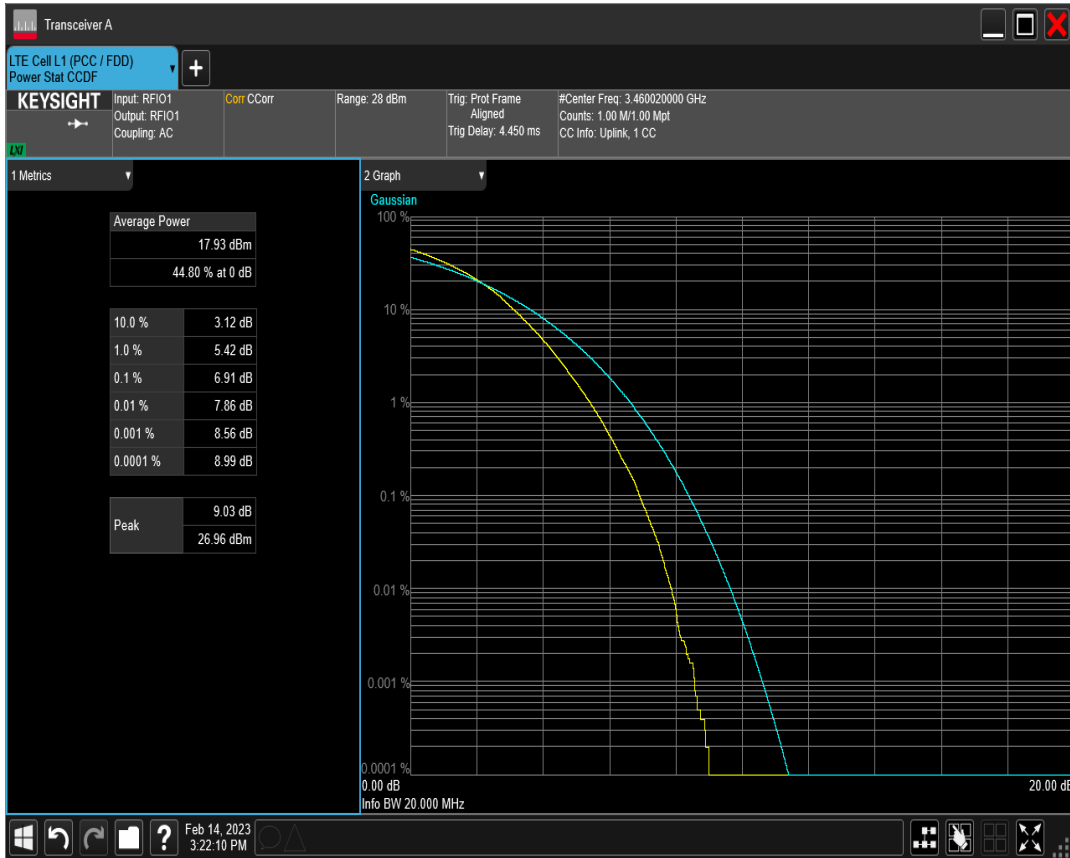 Transceiver A
LTE Cell L1 (PCC / FDD)
Power Stat CCDF
+
KEYSIGHT
LXI
Input: RFIO1
Output: RFIO1
Coupling: AC
Corr CCorr
Range: 28 dBm
Trig: Prot Frame
Aligned
Trig Delay: 4.450 ms
#Center Freq: 3.460020000 GHz
Counts: 1.00 M/1.00 Mpt
CC Info: Uplink, 1 CC
1 Metrics
Average Power
17.93 dBm
44.80 % at 0 dB
10.0 % 3.12 dB
1.0 % 5.42 dB
0.1 % 6.91 dB
0.01 % 7.86 dB
0.001 % 8.56 dB
0.0001 % 8.99 dB
Peak
9.03 dB
26.96 dBm
2 Graph
Gaussian
100 %
10 %
1 %
0.1 %
0.01 %
0.001 %
0.0001 %
0.00 dB 20.00 dB
Info BW 20.000 MHz
?
Feb 14, 2023
3:22:10 PM